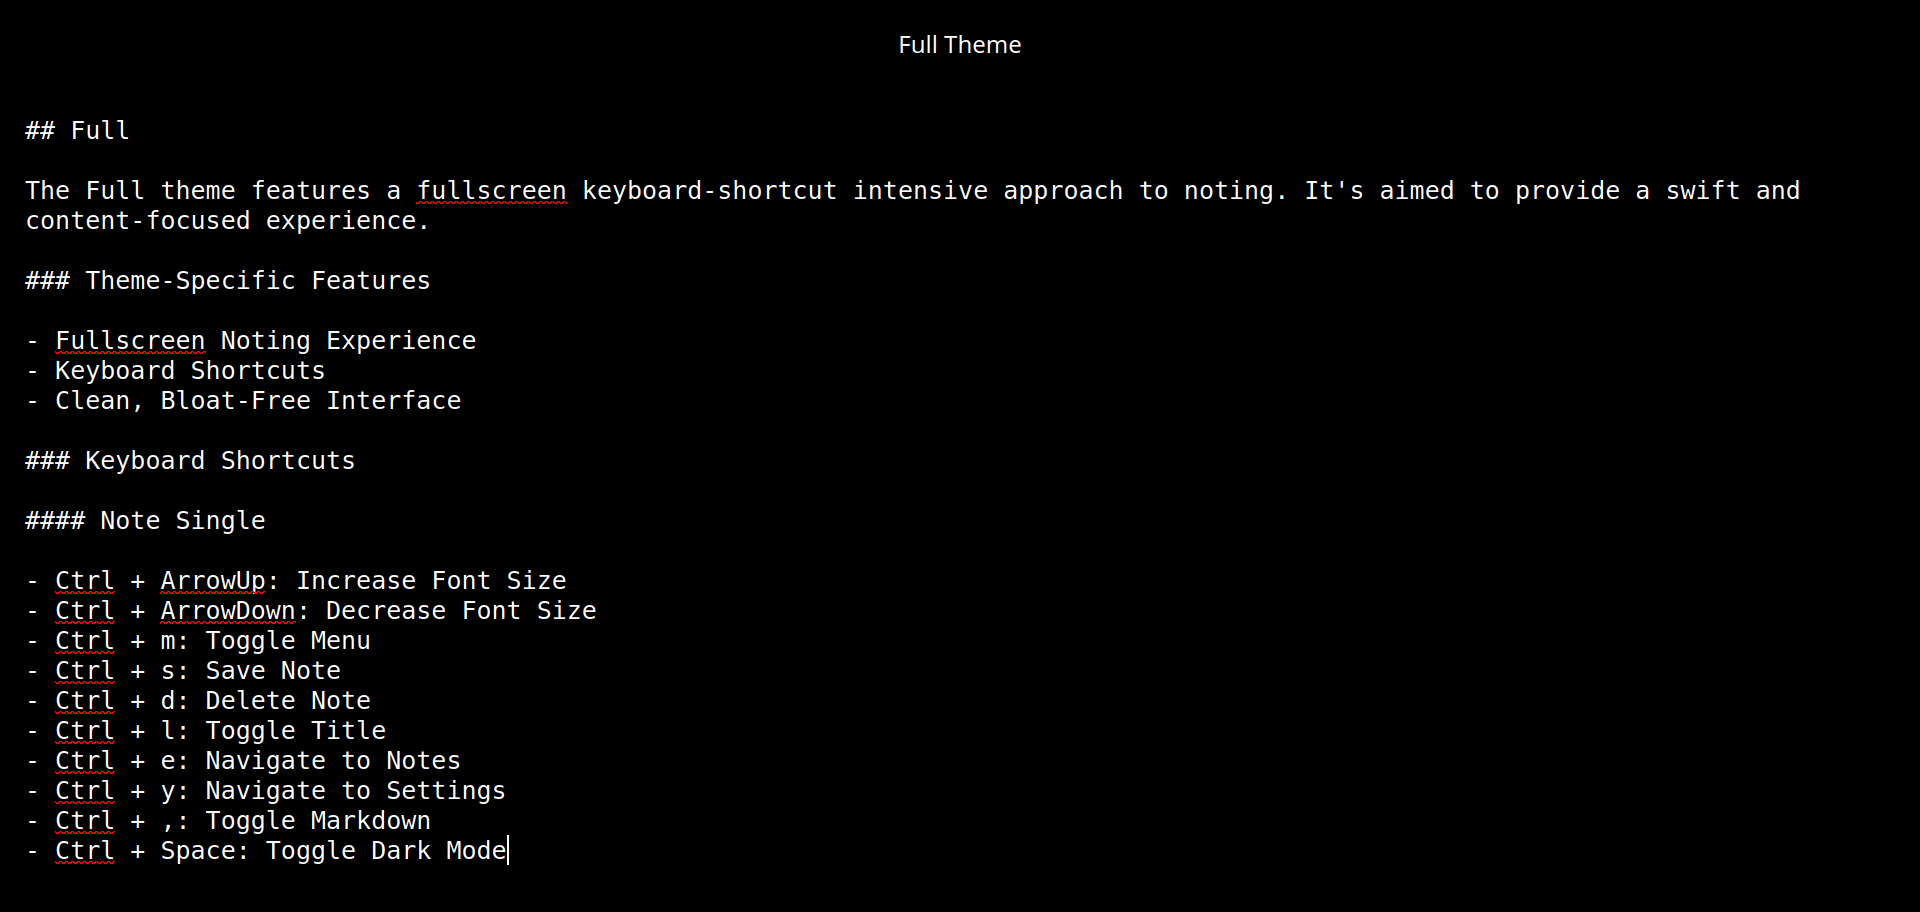 Full Theme
## Full
The Full theme features a fullscreen keyboard-shortcut intensive approach to noting. It's aimed to provide a swift and
content-focused experience.
### Theme-Specific Features
- Fullscreen Noting Experience
- Keyboard Shortcuts
- Clean, Bloat-Free Interface
### Keyboard Shortcuts
#### Note Single
- Ctrl + ArrowUp: Increase Font Size
- Ctrl + ArrowDown: Decrease Font Size
- Ctrl + m: Toggle Menu
- Ctrl + s: Save Note
- Ctrl + d: Delete Note
- Ctrl + l: Toggle Title
- Ctrl + e: Navigate to Notes
- Ctrl + y: Navigate to Settings
- Ctrl + ,: Toggle Markdown
- Ctrl + Space: Toggle Dark Mode